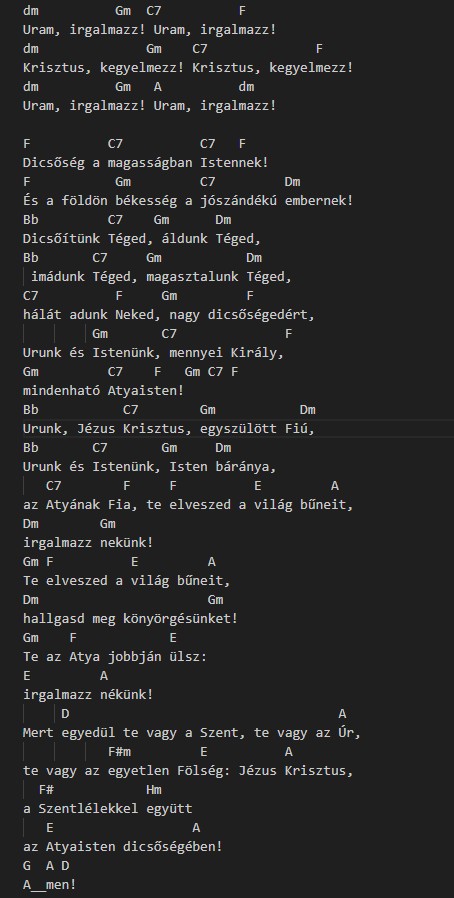 dm          Gm  C7          F
Uram, irgalmazz! Uram, irgalmazz!
dm              Gm    C7              F
Krisztus, kegyelmezz! Krisztus, kegyelmezz!
dm          Gm   A          dm
Uram, irgalmazz! Uram, irgalmazz!

F          C7          C7   F
Dicsőség a magasságban Istennek!
F           Gm         C7         Dm
És a földön békesség a jószándékú embernek!
Bb         C7    Gm      Dm
Dicsőítünk Téged, áldunk Téged,
Bb       C7     Gm           Dm
 imádunk Téged, magasztalunk Téged,
C7          F     Gm         F
hálát adunk Neked, nagy dicsőségedért,
         Gm       C7              F
Urunk és Istenünk, mennyei Király,
Gm         C7    F   Gm C7 F
mindenható Atyaisten!
Bb           C7        Gm           Dm
Urunk, Jézus Krisztus, egyszülött Fiú,
Bb       C7       Gm     Dm
Urunk és Istenünk, Isten báránya,
   C7        F     F          E         A
az Atyának Fia, te elveszed a világ bűneit,
Dm        Gm
irgalmazz nekünk!
Gm F          E         A
Te elveszed a világ bűneit,
Dm                      Gm
hallgasd meg könyörgésünket!
Gm    F            E
Te az Atya jobbján ülsz:
E         A
irgalmazz nékünk!
     D                                   A
Mert egyedül te vagy a Szent, te vagy az Úr,
           F#m         E          A
te vagy az egyetlen Fölség: Jézus Krisztus,
  F#            Hm
a Szentlélekkel együtt
   E                  A
az Atyaisten dicsőségében!
G  A D
A__men!